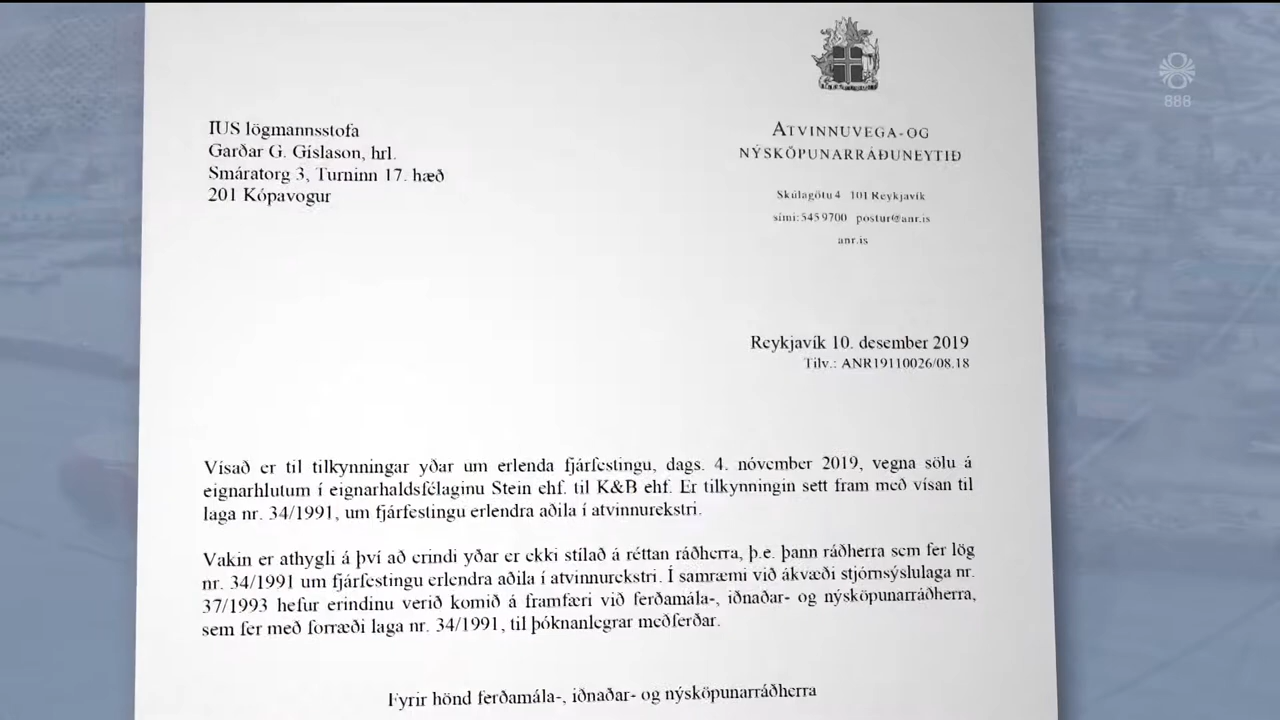 IUS lögmannsstofa
Garðar G. Gíslason, hrl.
Smáratorg 3, Turninn 17. hæð
201 Kópavogur
ATVINNUVEGA- OG
NÝSKÖPUNARRÁÐUNEYTIÐ
Skúlagötu 4 101 Reykjavík
sími: 545 9700 postur@anr.is
anr.is
888
Reykjavík 10. desember 2019
Tilv.: ANR19110026/08.18
Vísað er til tilkynningar yðar um erlenda fjárfestingu, dags. 4. nóvember 2019, vegna sölu á
eignarhlutum í eignarhaldsfélaginu Stein ehf. til K&B ehf. Er tilkynningin sett fram með vísan til
laga nr. 34/1991, um fjárfestingu erlendra aðila í atvinnurekstri.
Vakin er athygli á því að erindi yðar er ekki stílað á réttan ráðherra, þ.e. þann ráðherra sem fer lög
nr. 34/1991 um fjárfestingu erlendra aðila í atvinnurekstri. Í samræmi við ákvæði stjórnsýslulaga nr.
37/1993 hefur erindinu verið komið á framfæri við ferðamála-, iðnaðar- og nýsköpunarráðherra,
sem fer með forræði laga nr. 34/1991, til þóknanlegrar meðferðar.
Fyrir hönd ferðamála-, iðnaðar- og nýsköpunarráðherra